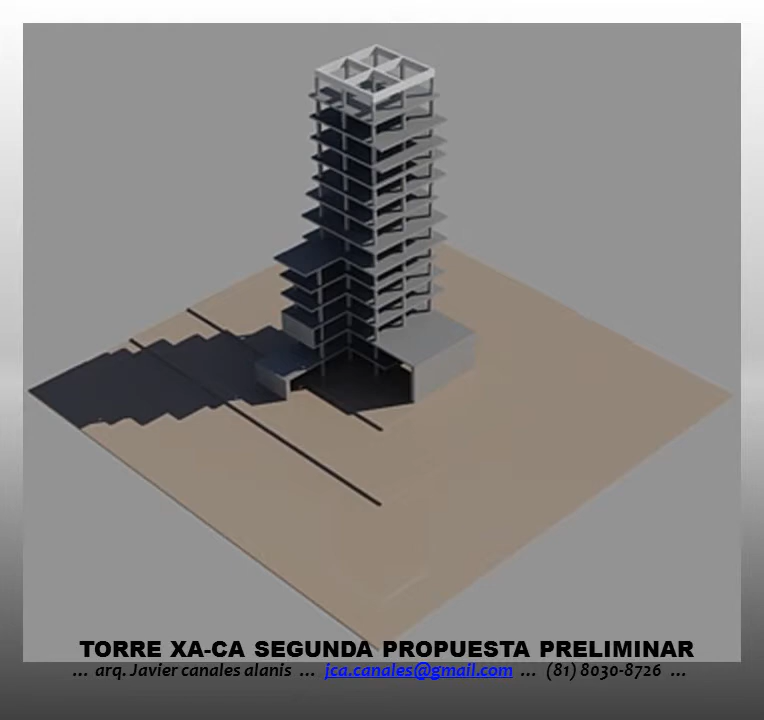 TORRE XA-CA SEGUNDA PROPUESTA PRELIMINAR
... arq. Javier canales alanis ... jca.canales@gmail.com ... (81) 8030-8726 ...